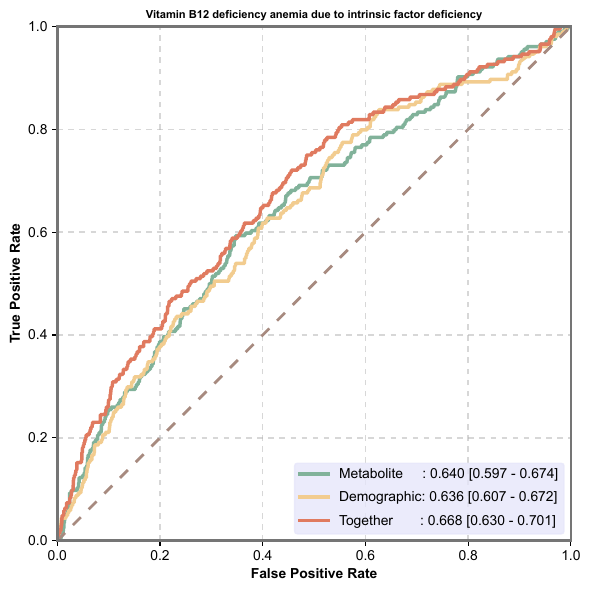 Vitamin B12 deficiency anemia due to intrinsic factor deficiency
1.0
0.8
0.6
0.4
0.2
0.0
True Positive Rate
Metabolite : 0.640 [0.597 - 0.674]
Demographic: 0.636 [0.607 - 0.672]
Together : 0.668 [0.630 - 0.701]
0.0 0.2 0.4 0.6 0.8 1.0
False Positive Rate